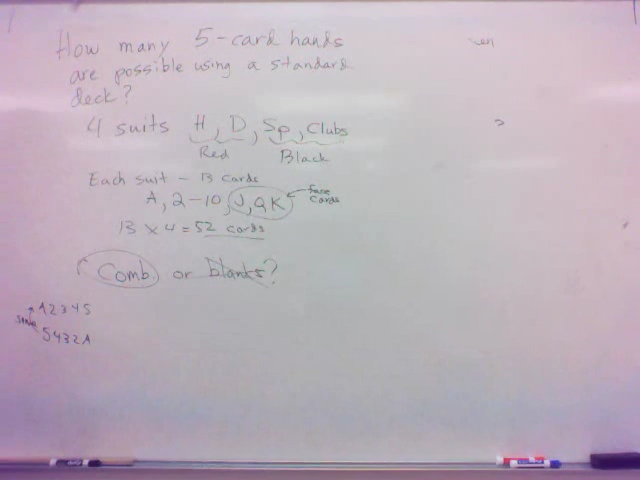 How many 5-card hands
are possible using a standard
deck?
4 suits H, D, Sp, Clubs
Red Black
Each suit - 13 cards
A, 2-10, J, Q K face cards
13 x 4 = 52 cards
Comb. or blanks?
A2345
same
5432A